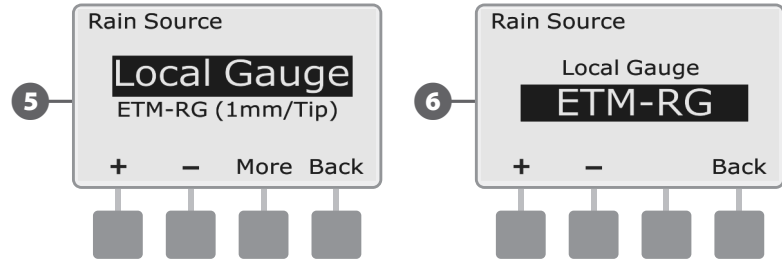 5
Rain Source
Local Gauge
ETM-RG (1mm/Tip)
+ – More Back
6
Rain Source
Local Gauge
ETM-RG
+ – Back